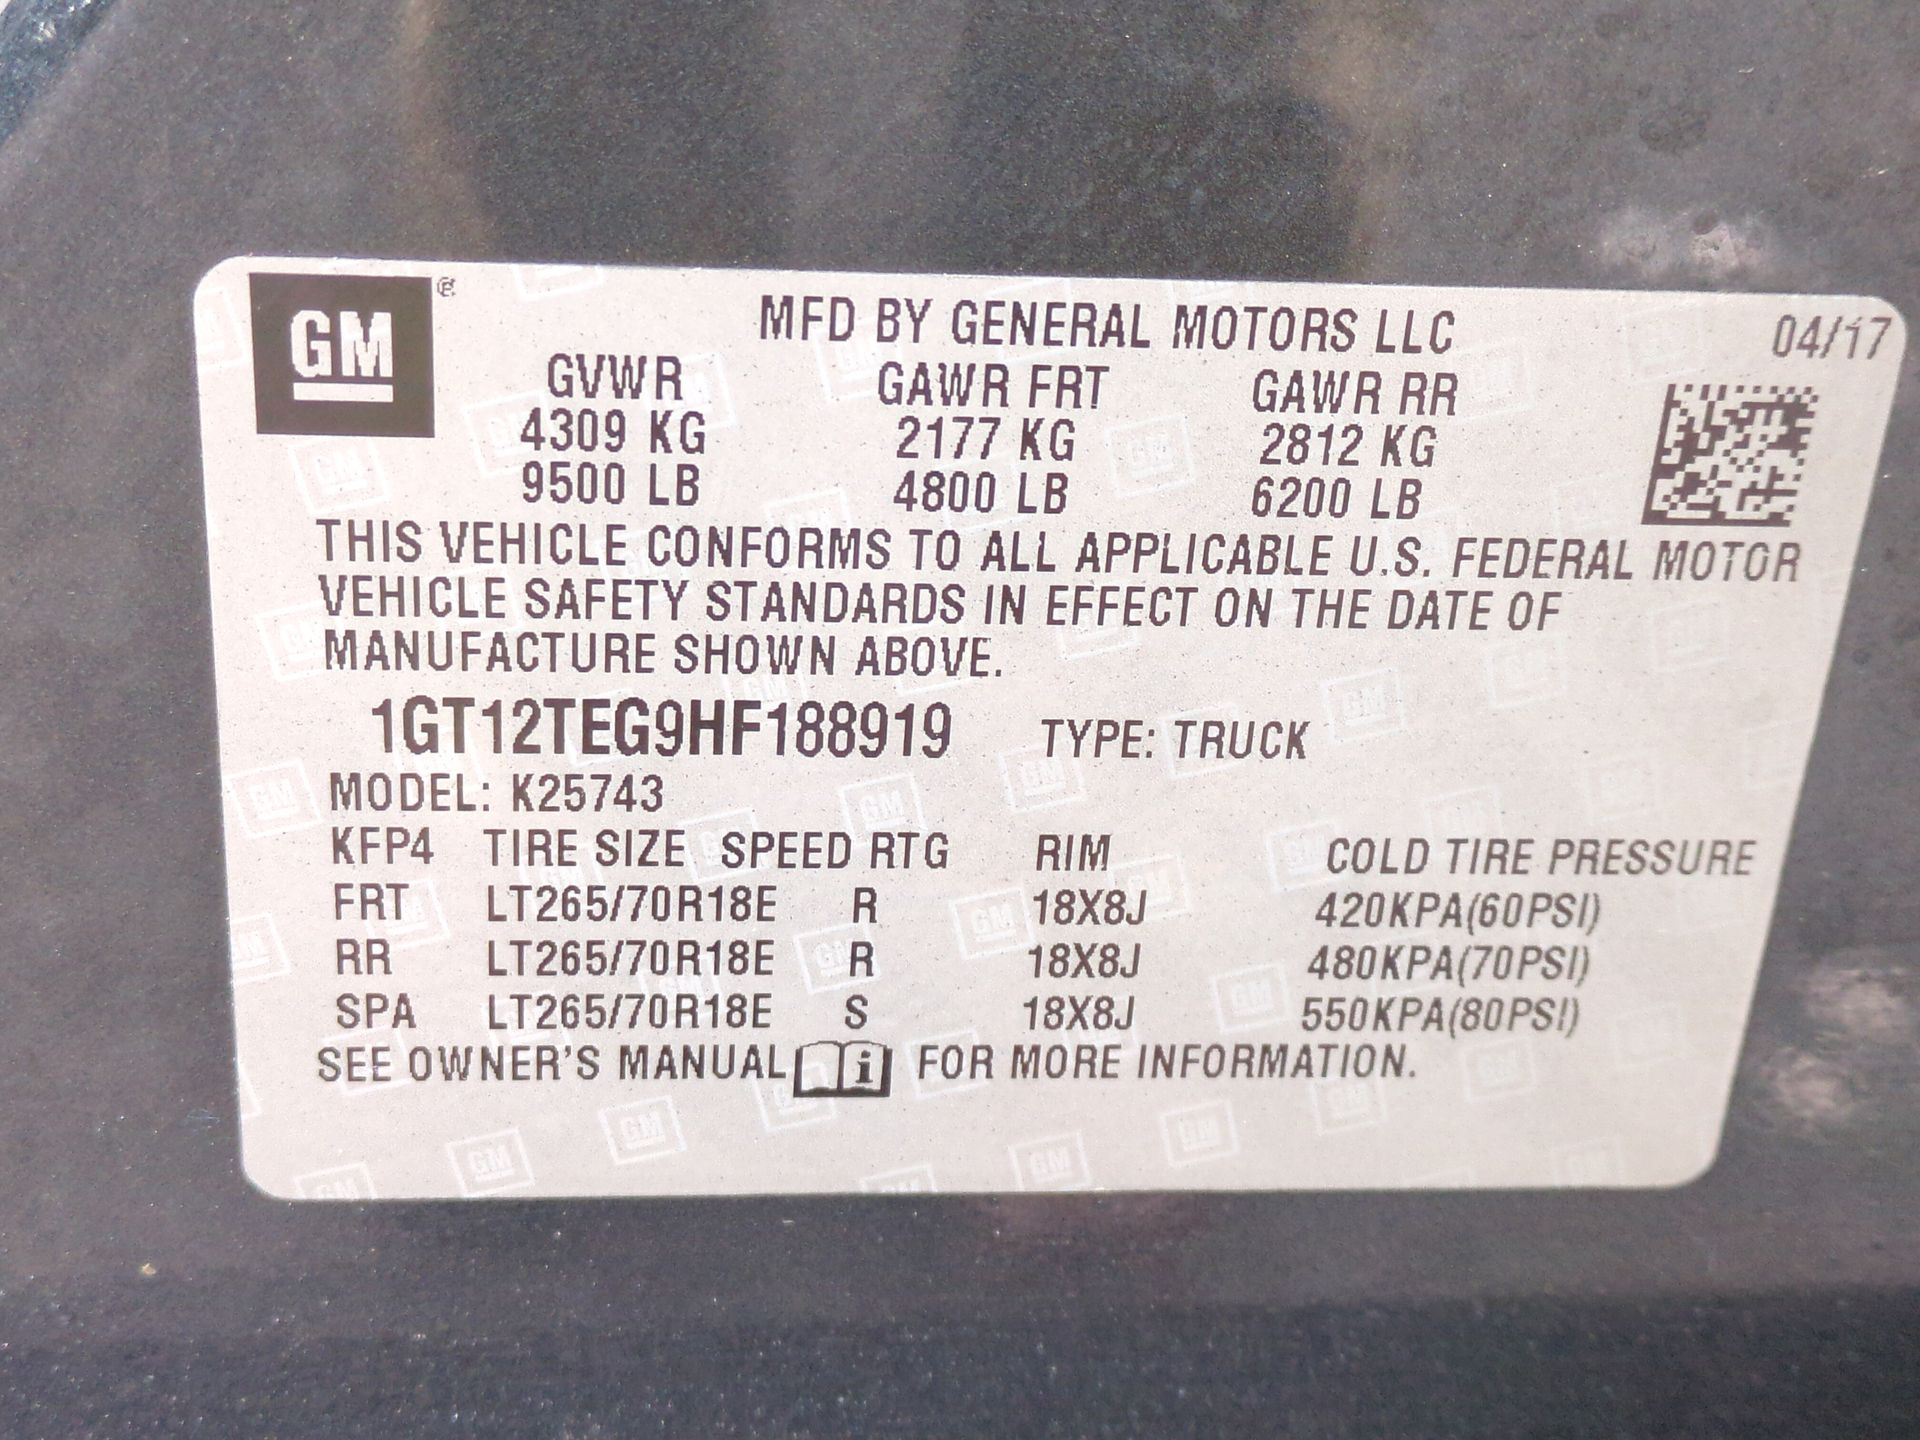 GM®
MFD BY GENERAL MOTORS LLC 04/17
GVWR GAWR FRT GAWR RR
4309 KG 2177 KG 2812 KG
9500 LB 4800 LB 6200 LB
THIS VEHICLE CONFORMS TO ALL APPLICABLE U.S. FEDERAL MOTOR
VEHICLE SAFETY STANDARDS IN EFFECT ON THE DATE OF
MANUFACTURE SHOWN ABOVE.
1GT12TEG9HF188919 TYPE: TRUCK
MODEL: K25743
KFP4 TIRE SIZE SPEED RTG RIM COLD TIRE PRESSURE
FRT LT265/70R18E R 18X8J 420KPA(60PSI)
RR LT265/70R18E R 18X8J 480KPA(70PSI)
SPA LT265/70R18E S 18X8J 550KPA(80PSI)
SEE OWNER'S MANUAL i FOR MORE INFORMATION.